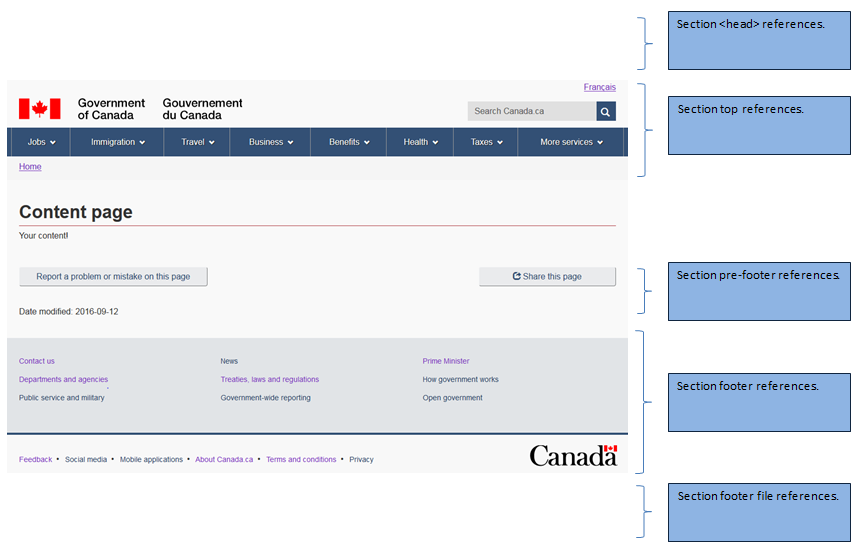 Section <head> references.
Français
Government of Canada
Gouvernement du Canada
Search Canada.ca
Section top references.
Jobs Immigration Travel Business Benefits Health Taxes More services
Home
Content page
Your content!
Report a problem or mistake on this page
Share this page
Section pre-footer references.
Date modified: 2016-09-12
Contact us News Prime Minister
Departments and agencies Treaties, laws and regulations How government works
Public service and military Government-wide reporting Open government
Section footer references.
Feedback • Social media • Mobile applications • About Canada.ca • Terms and conditions • Privacy
Canada
Section footer file references.